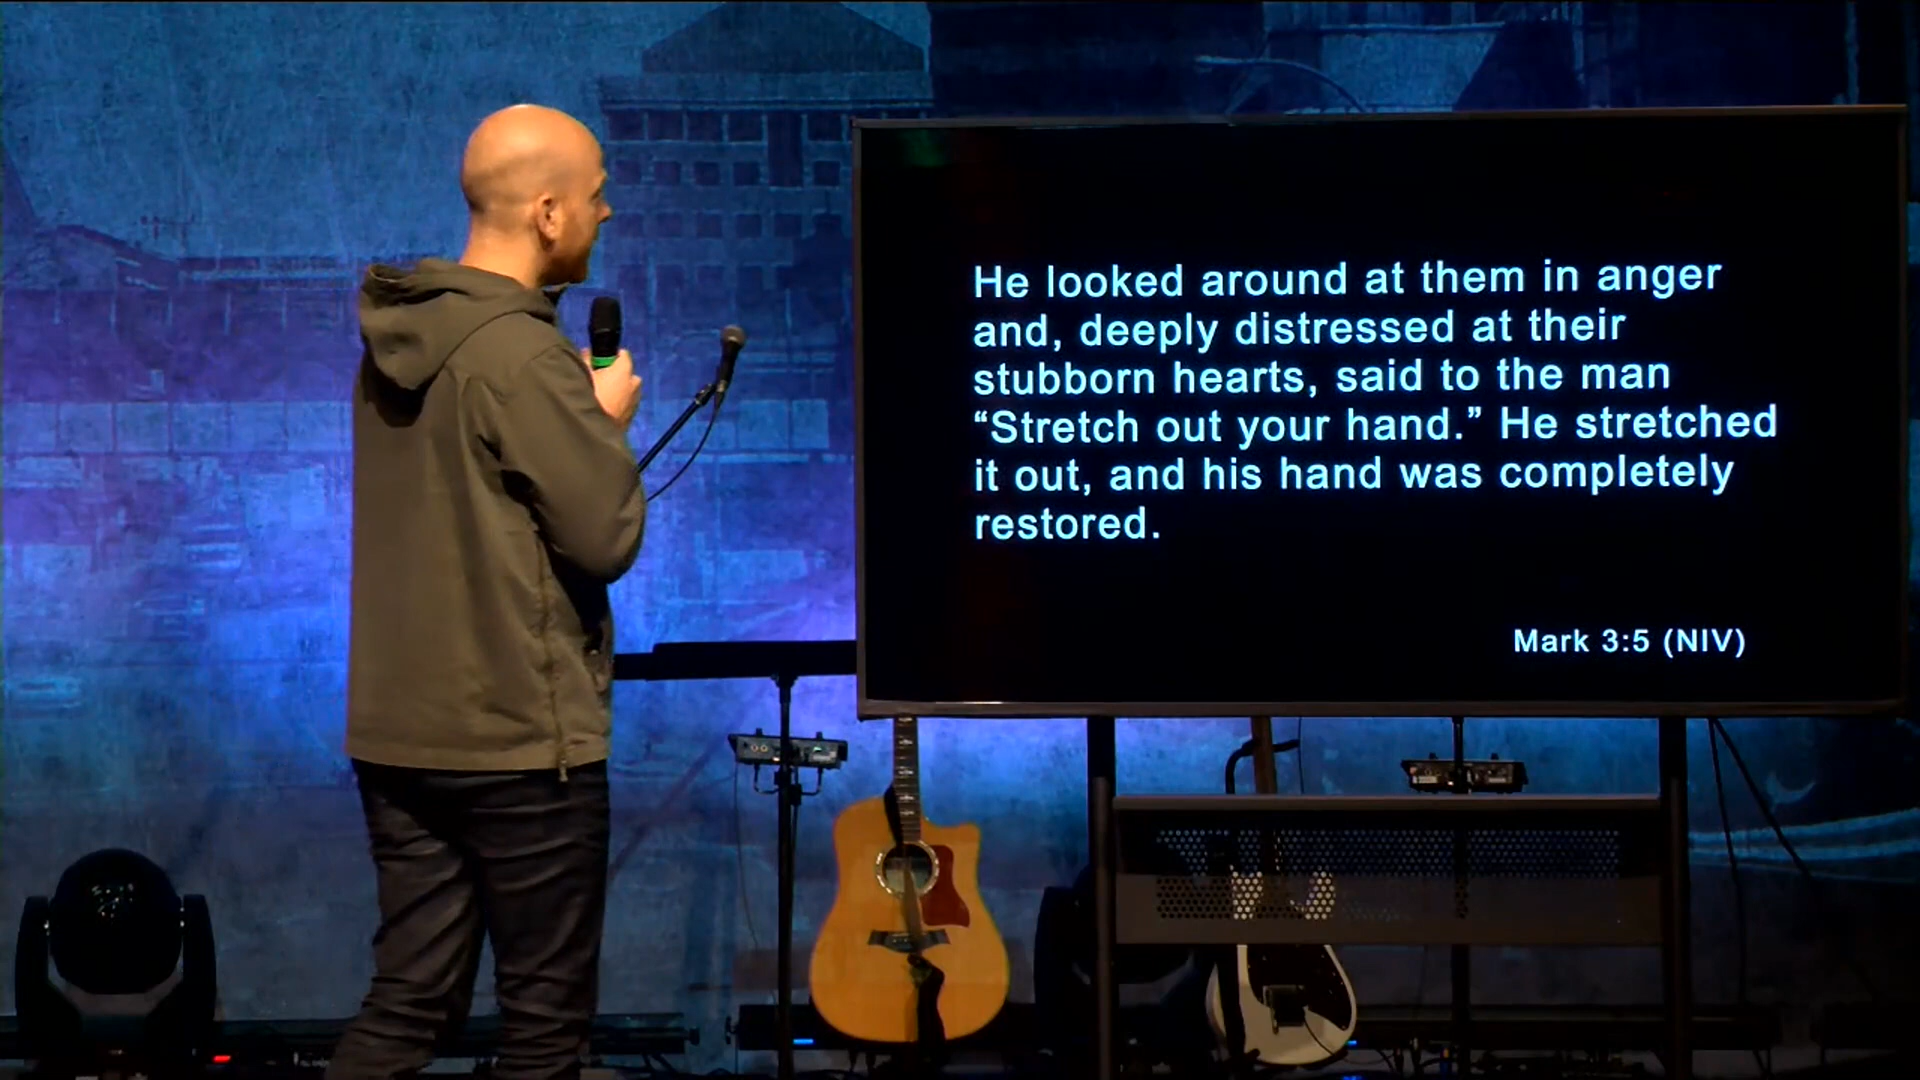 He looked around at them in anger
and, deeply distressed at their
stubborn hearts, said to the man
“Stretch out your hand.” He stretched
it out, and his hand was completely
restored.
Mark 3:5 (NIV)